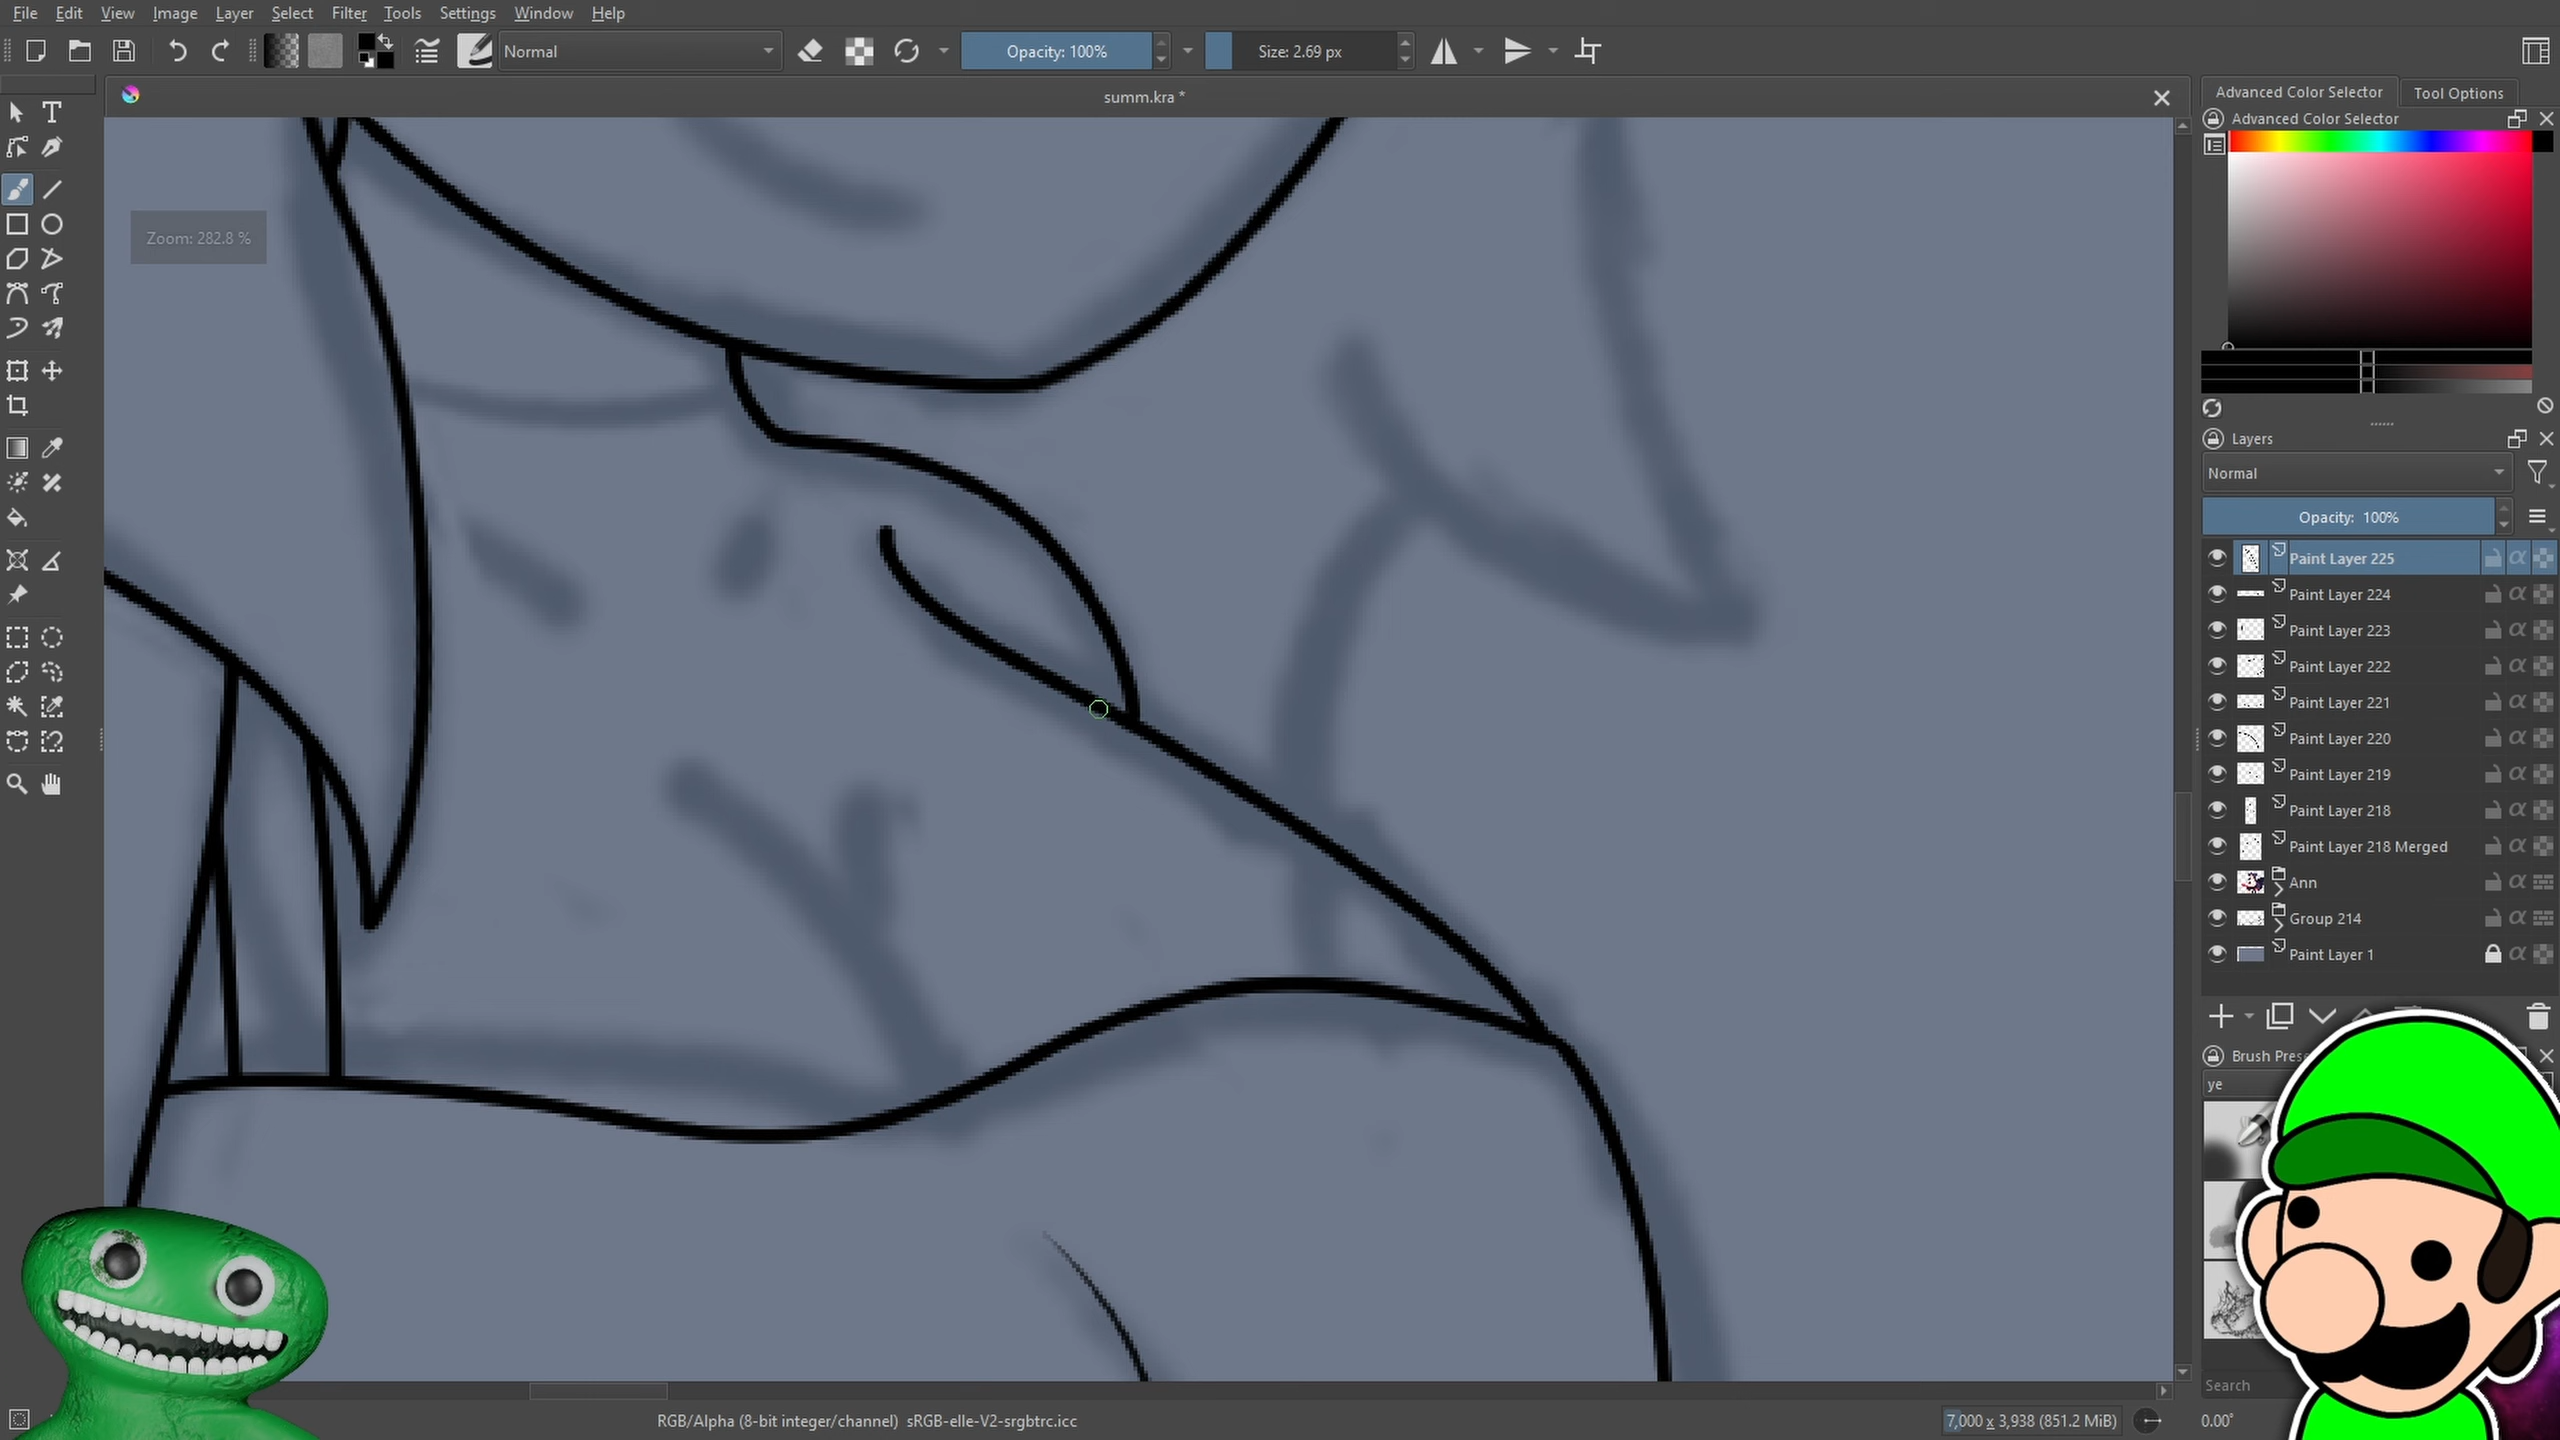 File Edit View Image Layer Select Filter Tools Settings Window Help
Normal
Opacity: 100%
Size: 2.69 px
summ.kra *
Zoom: 282.8 %
Advanced Color Selector
Tool Options
Advanced Color Selector
Layers
Normal
Opacity: 100%
Paint Layer 225
Paint Layer 224
Paint Layer 223
Paint Layer 222
Paint Layer 221
Paint Layer 220
Paint Layer 219
Paint Layer 218
Paint Layer 218 Merged
Ann
Group 214
Paint Layer 1
Brush Prese
ye
Search
RGB/Alpha (8-bit integer/channel) sRGB-elle-V2-srgbtrc.icc
7,000 x 3,938 (851.2 MiB)
0.00°